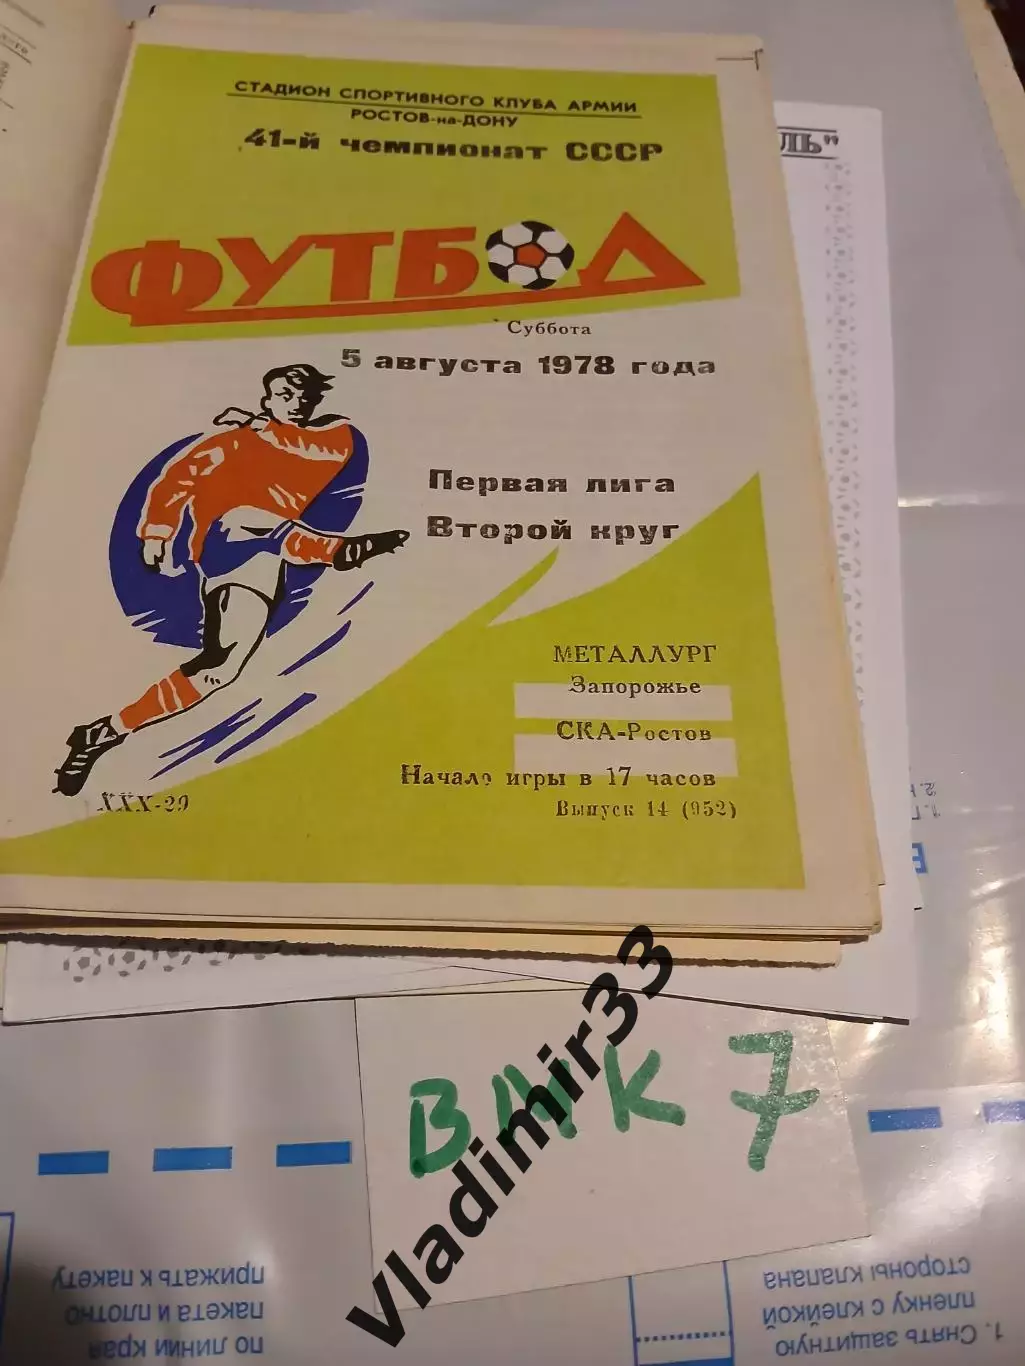 СТАДИОН СПОРТИВНОГО КЛУБА АРМИИ
РОСТОВ-на-ДОНУ
41-й чемпионат СССР
ЛЬ"
ФУТБОЛ
Суббота
5 августа 1978 года
Первая лига
Второй круг
МЕТАЛЛУРГ
Запорожье
СКА-Ростов
Начало игры в 17 часов
XXX-29
Выпуск 14 (952)
Vladimir33
7
1. Снять защитную
пленку с клейкой
стороны клапана
по линии края
пакета и плотно
прижать к пакету